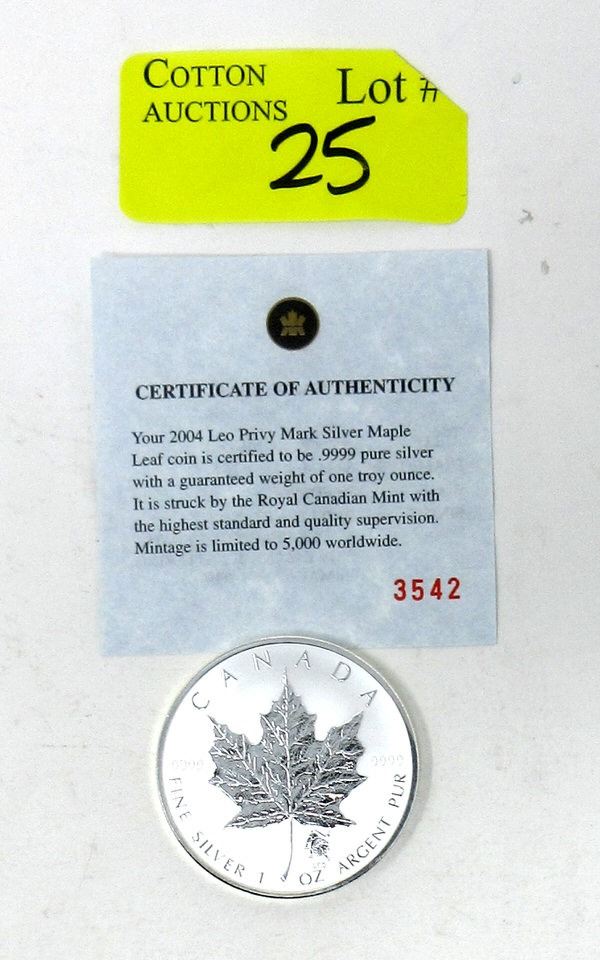 COTTON
AUCTIONS
Lot #
25
CERTIFICATE OF AUTHENTICITY
Your 2004 Leo Privy Mark Silver Maple
Leaf coin is certified to be .9999 pure silver
with a guaranteed weight of one troy ounce.
It is struck by the Royal Canadian Mint with
the highest standard and quality supervision.
Mintage is limited to 5,000 worldwide.
3542
CANADA
9999 9999
FINE SILVER 1 OZ ARGENT PUR